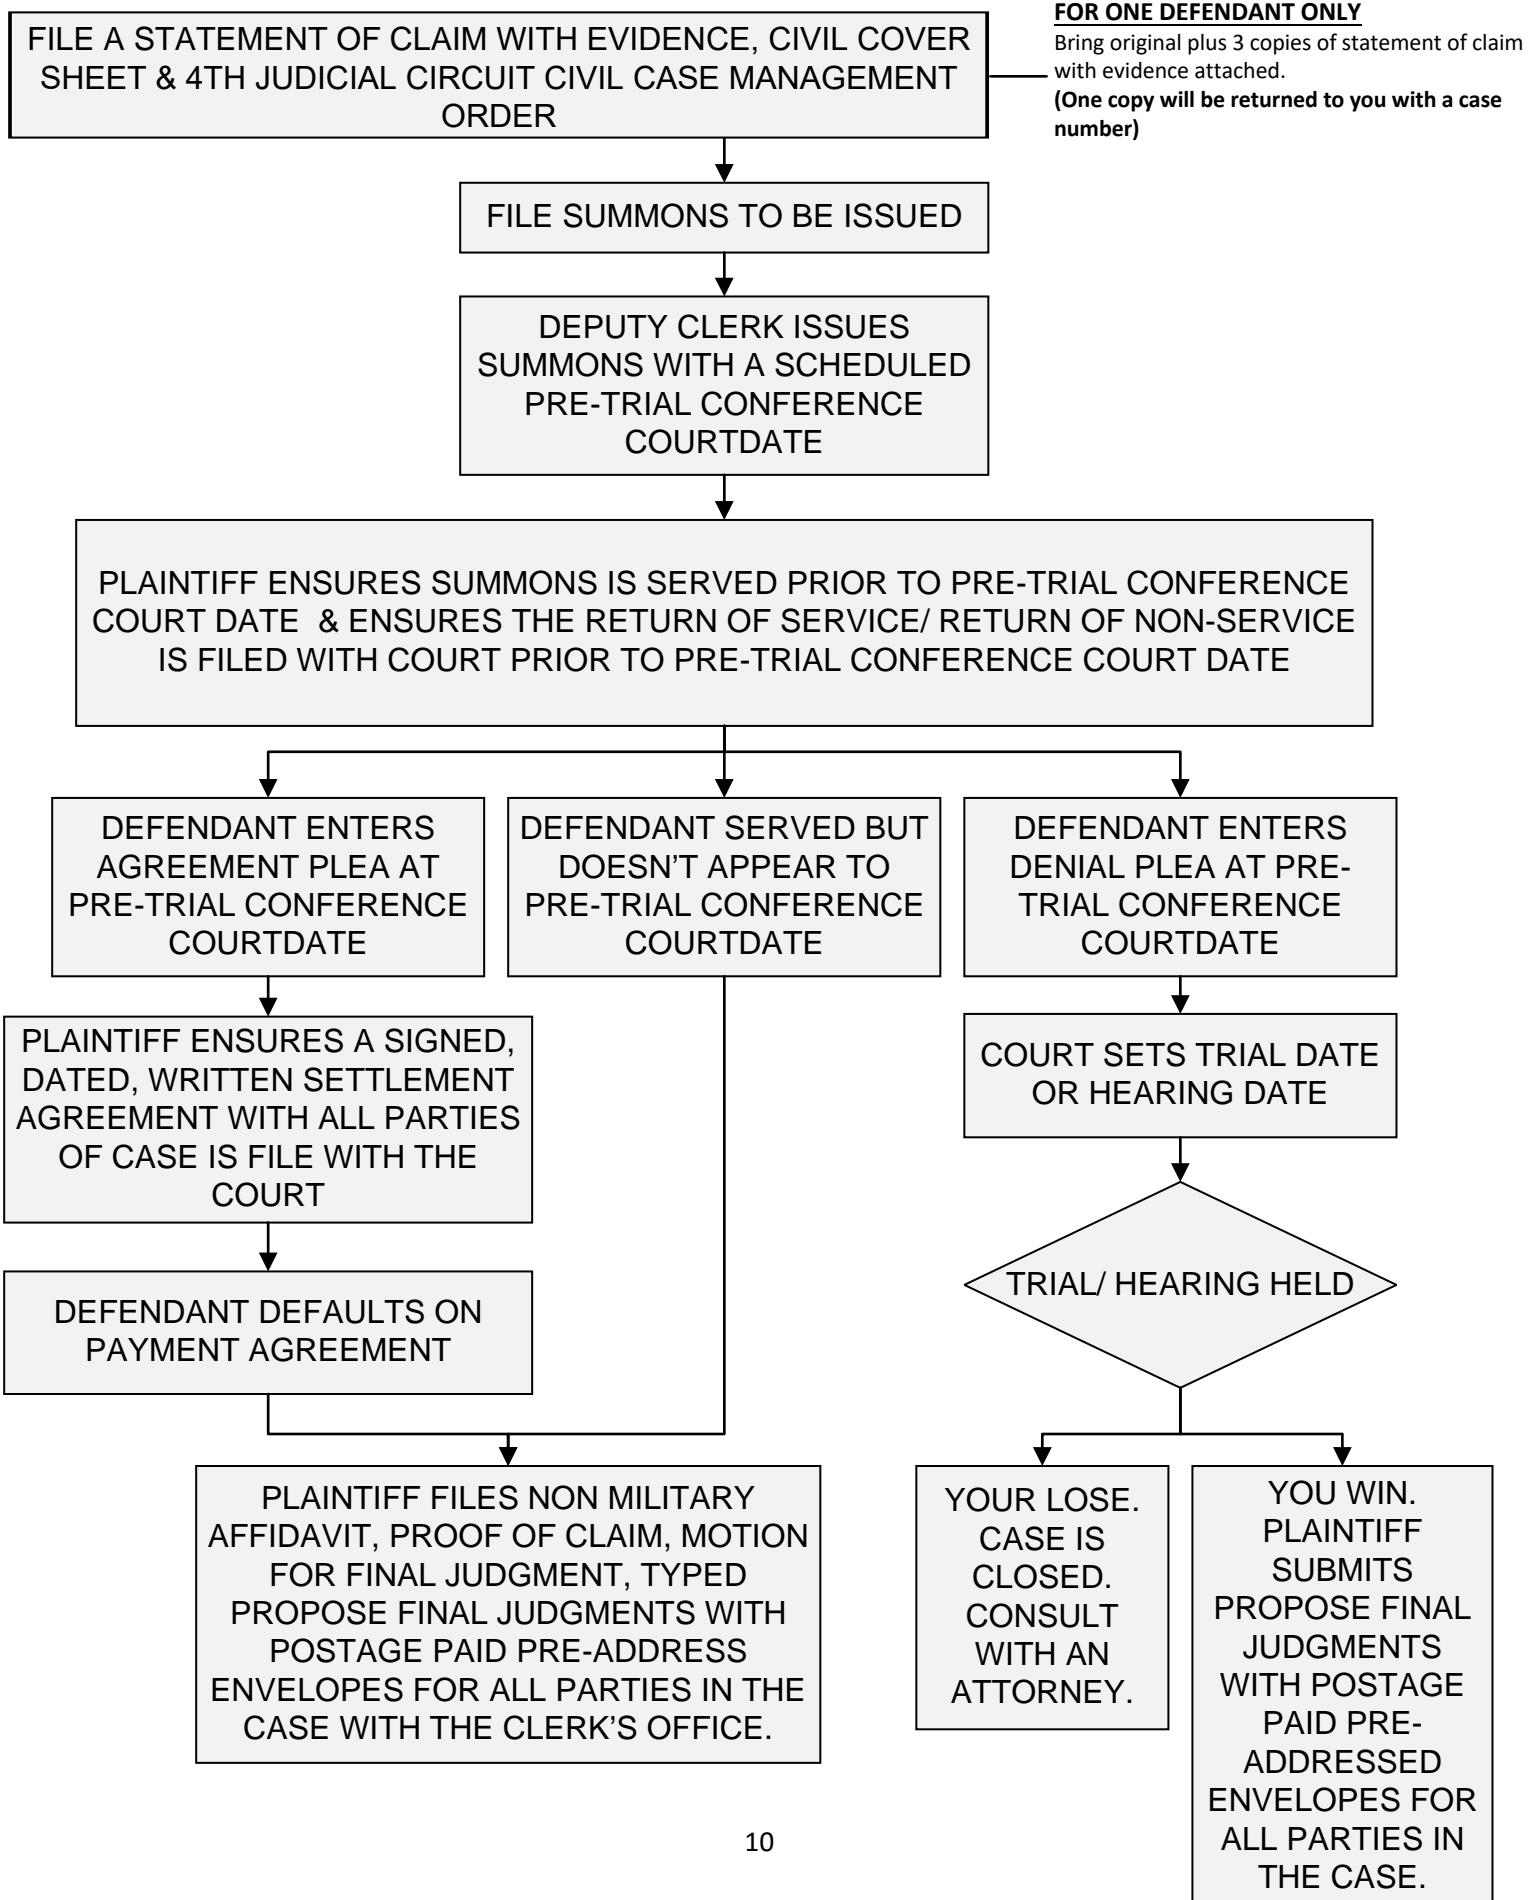 FILE A STATEMENT OF CLAIM WITH EVIDENCE, CIVIL COVER
SHEET & 4TH JUDICIAL CIRCUIT CIVIL CASE MANAGEMENT
ORDER
FOR ONE DEFENDANT ONLY
Bring original plus 3 copies of statement of claim
with evidence attached.
(One copy will be returned to you with a case
number)
FILE SUMMONS TO BE ISSUED
DEPUTY CLERK ISSUES
SUMMONS WITH A SCHEDULED
PRE-TRIAL CONFERENCE
COURTDATE
PLAINTIFF ENSURES SUMMONS IS SERVED PRIOR TO PRE-TRIAL CONFERENCE
COURT DATE & ENSURES THE RETURN OF SERVICE/ RETURN OF NON-SERVICE
IS FILED WITH COURT PRIOR TO PRE-TRIAL CONFERENCE COURT DATE
DEFENDANT ENTERS
AGREEMENT PLEA AT
PRE-TRIAL CONFERENCE
COURTDATE
DEFENDANT SERVED BUT
DOESN’T APPEAR TO
PRE-TRIAL CONFERENCE
COURTDATE
DEFENDANT ENTERS
DENIAL PLEA AT PRE-
TRIAL CONFERENCE
COURTDATE
PLAINTIFF ENSURES A SIGNED,
DATED, WRITTEN SETTLEMENT
AGREEMENT WITH ALL PARTIES
OF CASE IS FILE WITH THE
COURT
COURT SETS TRIAL DATE
OR HEARING DATE
DEFENDANT DEFAULTS ON
PAYMENT AGREEMENT
TRIAL/ HEARING HELD
PLAINTIFF FILES NON MILITARY
AFFIDAVIT, PROOF OF CLAIM, MOTION
FOR FINAL JUDGMENT, TYPED
PROPOSE FINAL JUDGMENTS WITH
POSTAGE PAID PRE-ADDRESS
ENVELOPES FOR ALL PARTIES IN THE
CASE WITH THE CLERK’S OFFICE.
YOUR LOSE.
CASE IS
CLOSED.
CONSULT
WITH AN
ATTORNEY.
YOU WIN.
PLAINTIFF
SUBMITS
PROPOSE FINAL
JUDGMENTS
WITH POSTAGE
PAID PRE-
ADDRESSED
ENVELOPES FOR
ALL PARTIES IN
THE CASE.
10